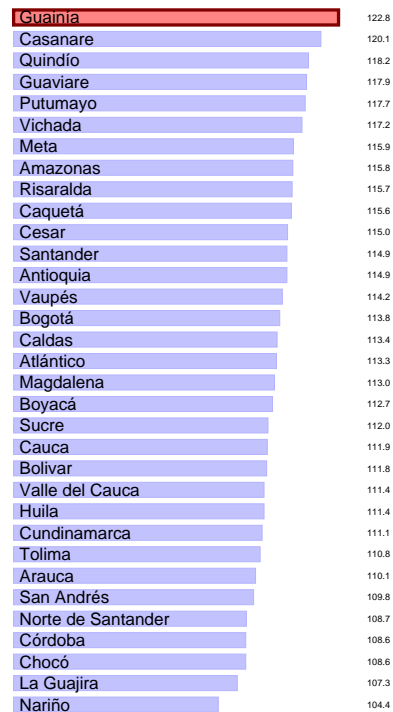 Guainía 122.8
Casanare 120.1
Quindío 118.2
Guaviare 117.9
Putumayo 117.7
Vichada 117.2
Meta 115.9
Amazonas 115.8
Risaralda 115.7
Caquetá 115.6
Cesar 115.0
Santander 114.9
Antioquia 114.9
Vaupés 114.2
Bogotá 113.8
Caldas 113.4
Atlántico 113.3
Magdalena 113.0
Boyacá 112.7
Sucre 112.0
Cauca 111.9
Bolivar 111.8
Valle del Cauca 111.4
Huila 111.4
Cundinamarca 111.1
Tolima 110.8
Arauca 110.1
San Andrés 109.8
Norte de Santander 108.7
Córdoba 108.6
Chocó 108.6
La Guajira 107.3
Nariño 104.4